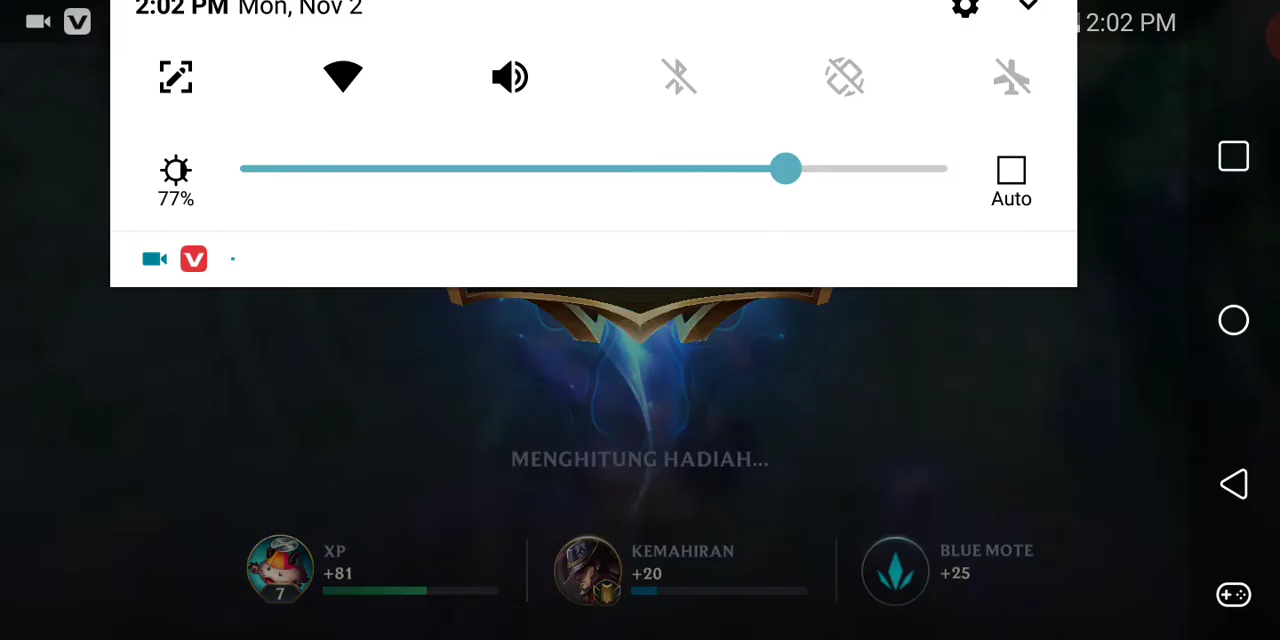 2:02 PM Mon, Nov 2
2:02 PM
77%
Auto
MENGHITUNG HADIAH...
XP
+81
7
KEMAHIRAN
+20
BLUE MOTE
+25